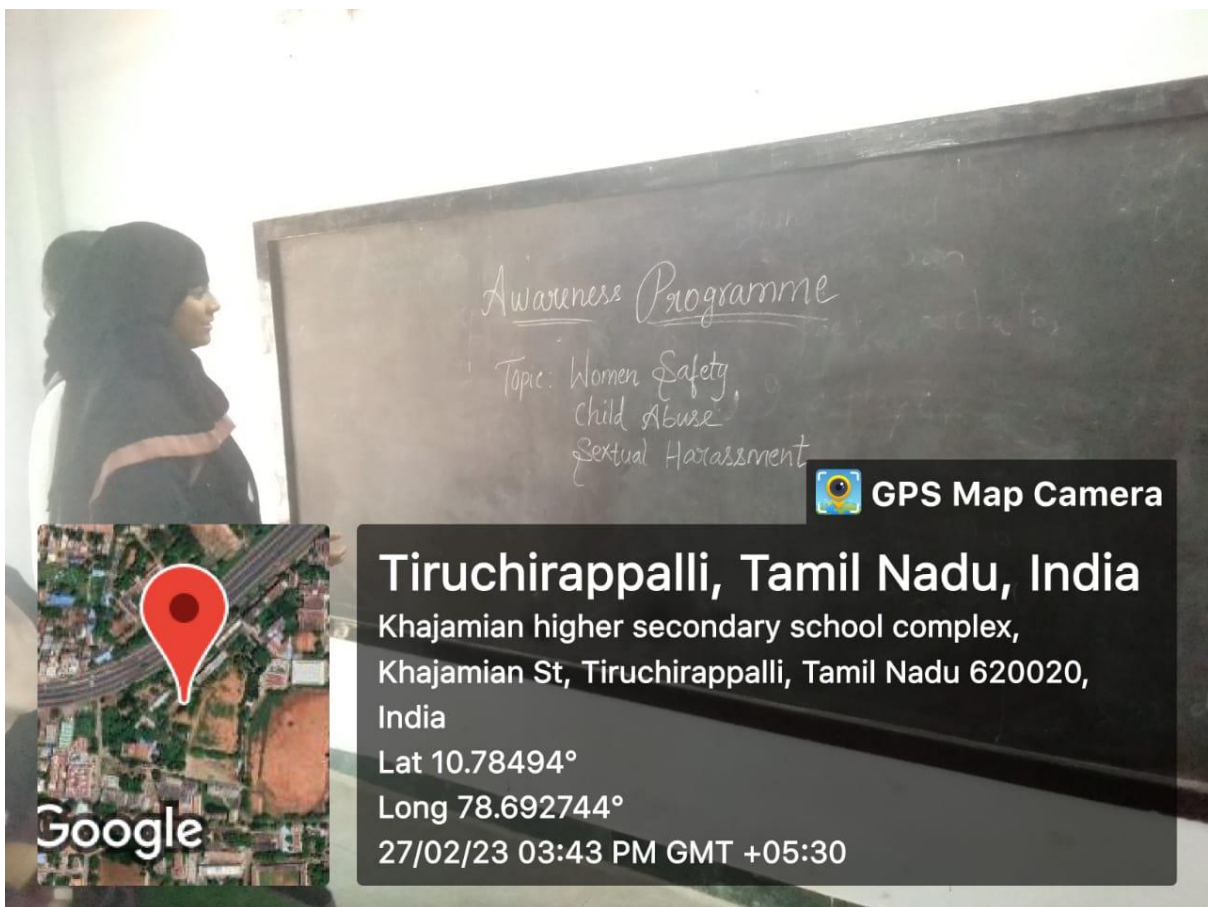 Awareness Programme
Topic: Women Safety,
Child Abuse
Sextual Harassment
GPS Map Camera
Tiruchirappalli, Tamil Nadu, India
Khajamian higher secondary school complex,
Khajamian St, Tiruchirappalli, Tamil Nadu 620020,
India
Lat 10.78494°
Long 78.692744°
27/02/23 03:43 PM GMT +05:30
Google